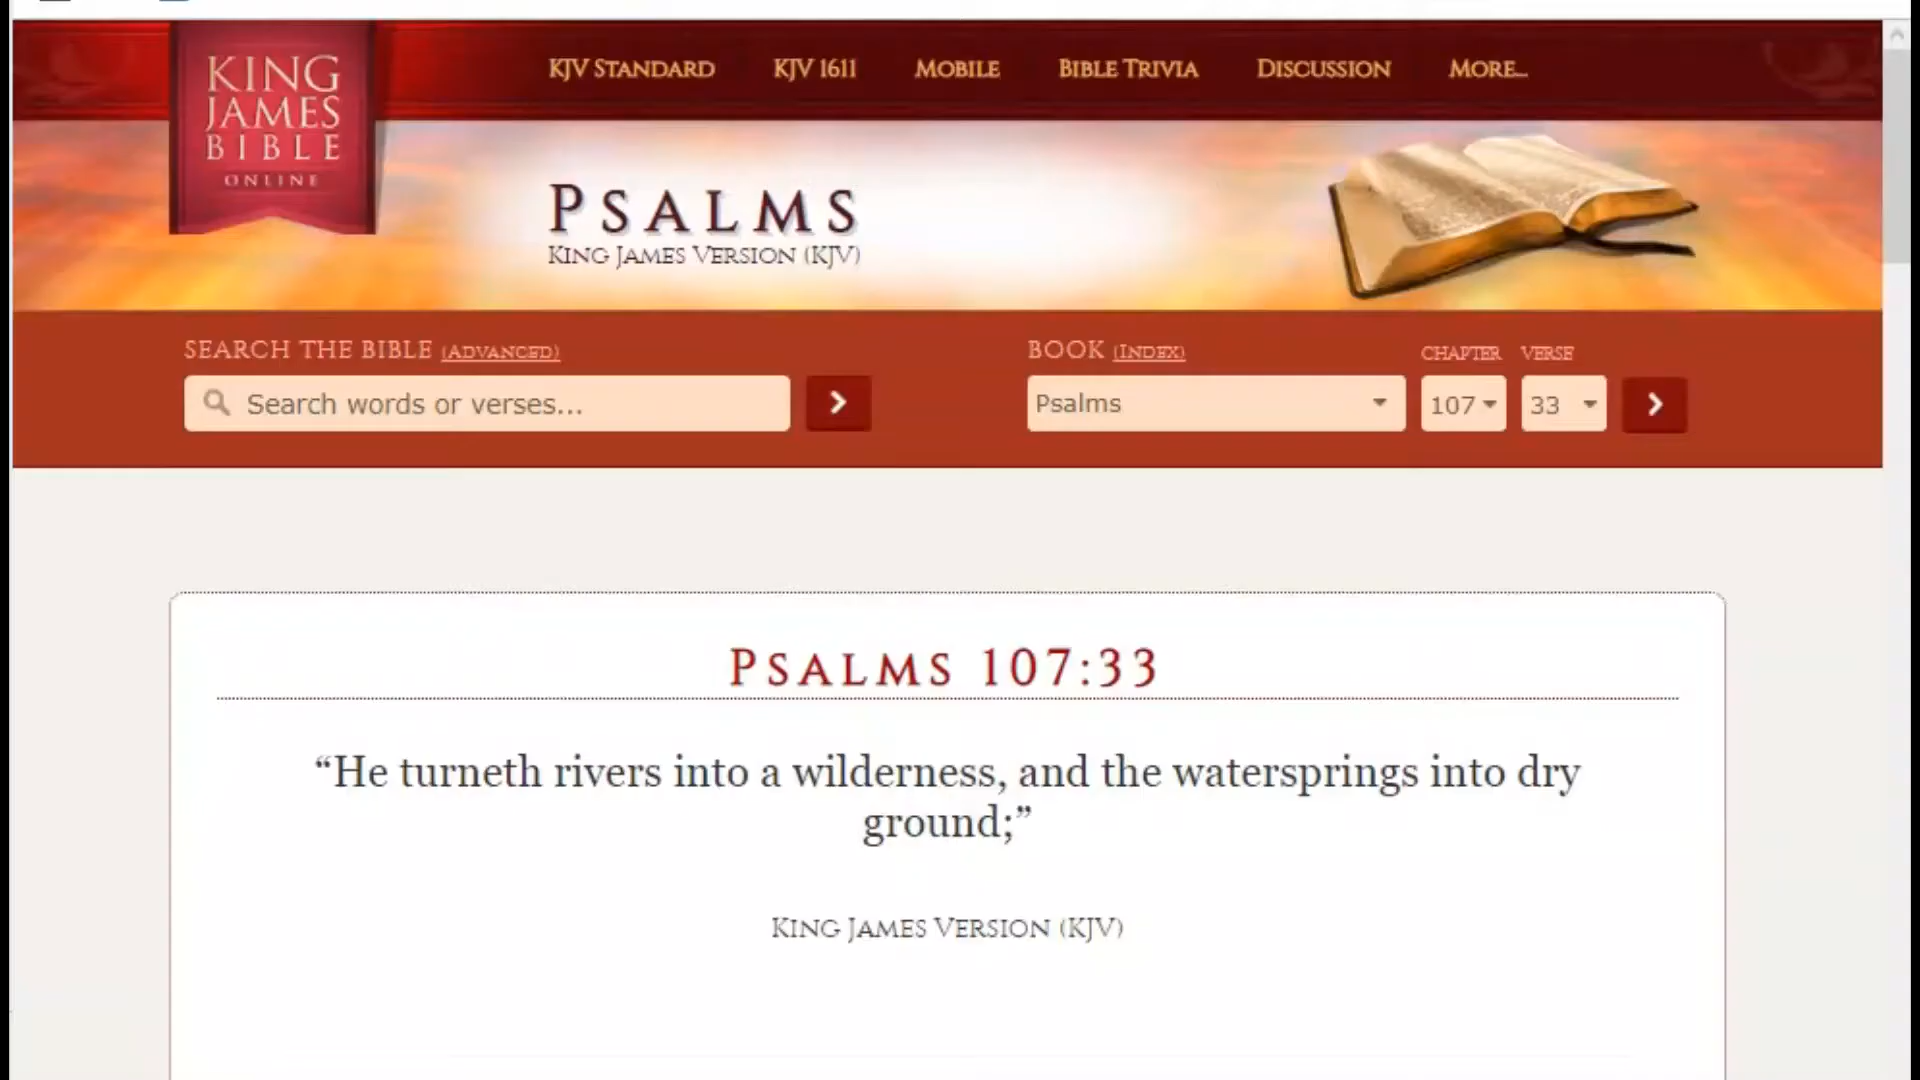 KING
JAMES
BIBLE
ONLINE
KJV STANDARD KJV 1611 MOBILE BIBLE TRIVIA DISCUSSION MORE...
PSALMS
KING JAMES VERSION (KJV)
SEARCH THE BIBLE (ADVANCED)
Search words or verses...
BOOK (INDEX) CHAPTER VERSE
Psalms 107 33
PSALMS 107:33
“He turneth rivers into a wilderness, and the watersprings into dry
ground;”
KING JAMES VERSION (KJV)